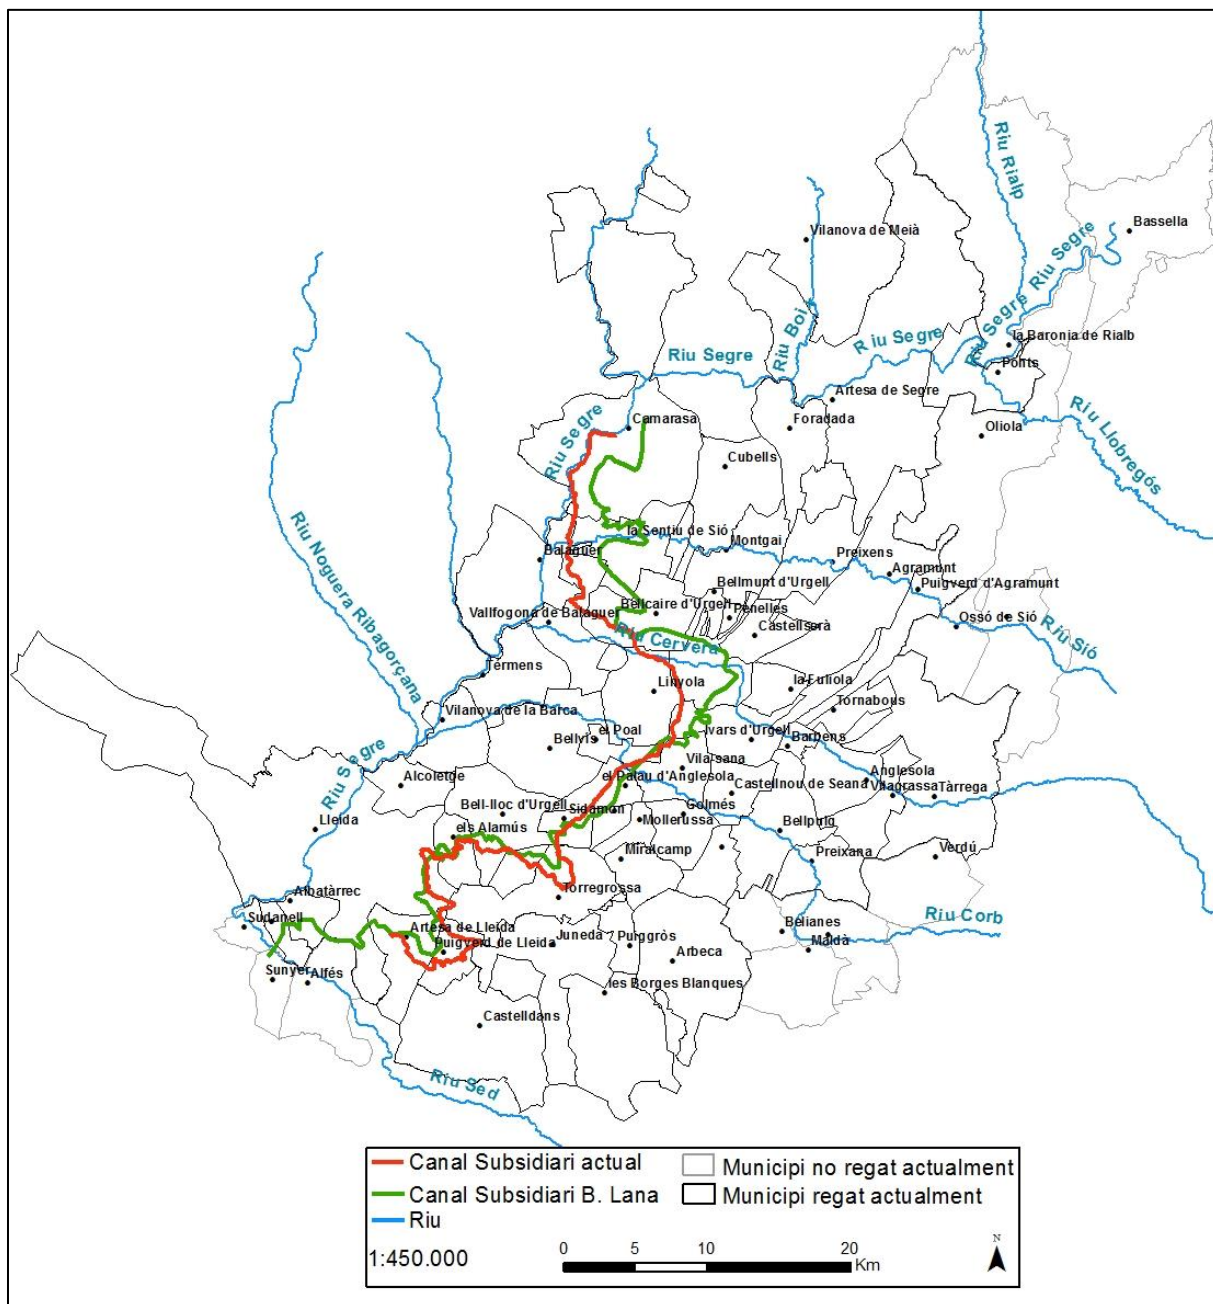 Riu Rialp
Bassella
Vilanova de Meià
Riu Segre
Riu Segre
la Baronia de Rialb
Ponts
Riu Boix
Riu Segre
Riu Segre
Artesa de Segre
Riu Llobregós
Riu Segre
Camarasa
Foradada
Oliola
Cubells
la Sentiu de Sió
Montgai
Balaguer
Preixens
Agramunt
Puigverd d'Agramunt
Riu Noguera Ribagorçana
Bellmunt d'Urgell
Bellcaire d'Urgell
Penelles
Vallfogona de Balaguer
Castellserà
Ossó de Sió
Riu Sió
Riu Cervera
Térmens
Linyola
la Fuliola
Tornabous
Vilanova de la Barca
el Poal
Ivars d'Urgell
Barbens
Bellvís
Riu Segre
Vila-sana
Alcoletge
el Palau d'Anglesola
Castellnou de Seana
Anglesola
Vilagrassa
Tàrrega
Bell-lloc d'Urgell
Sidamon
Golmés
Mollerussa
Lleida
els Alamús
Bellpuig
Miralcamp
Preixana
Verdú
Torregrossa
Albatàrrec
Sudanell
Riu Corb
Artesa de Lleida
Puigverd de Lleida
Juneda
Puiggròs
Belianes
Maldà
Arbeca
Sunyer
Alfés
les Borges Blanques
Castelldans
Riu Sed
Canal Subsidiari actual
Canal Subsidiari B. Lana
Riu
Municipi no regat actualment
Municipi regat actualment
1:450.000
0 5 10 20
Km
N